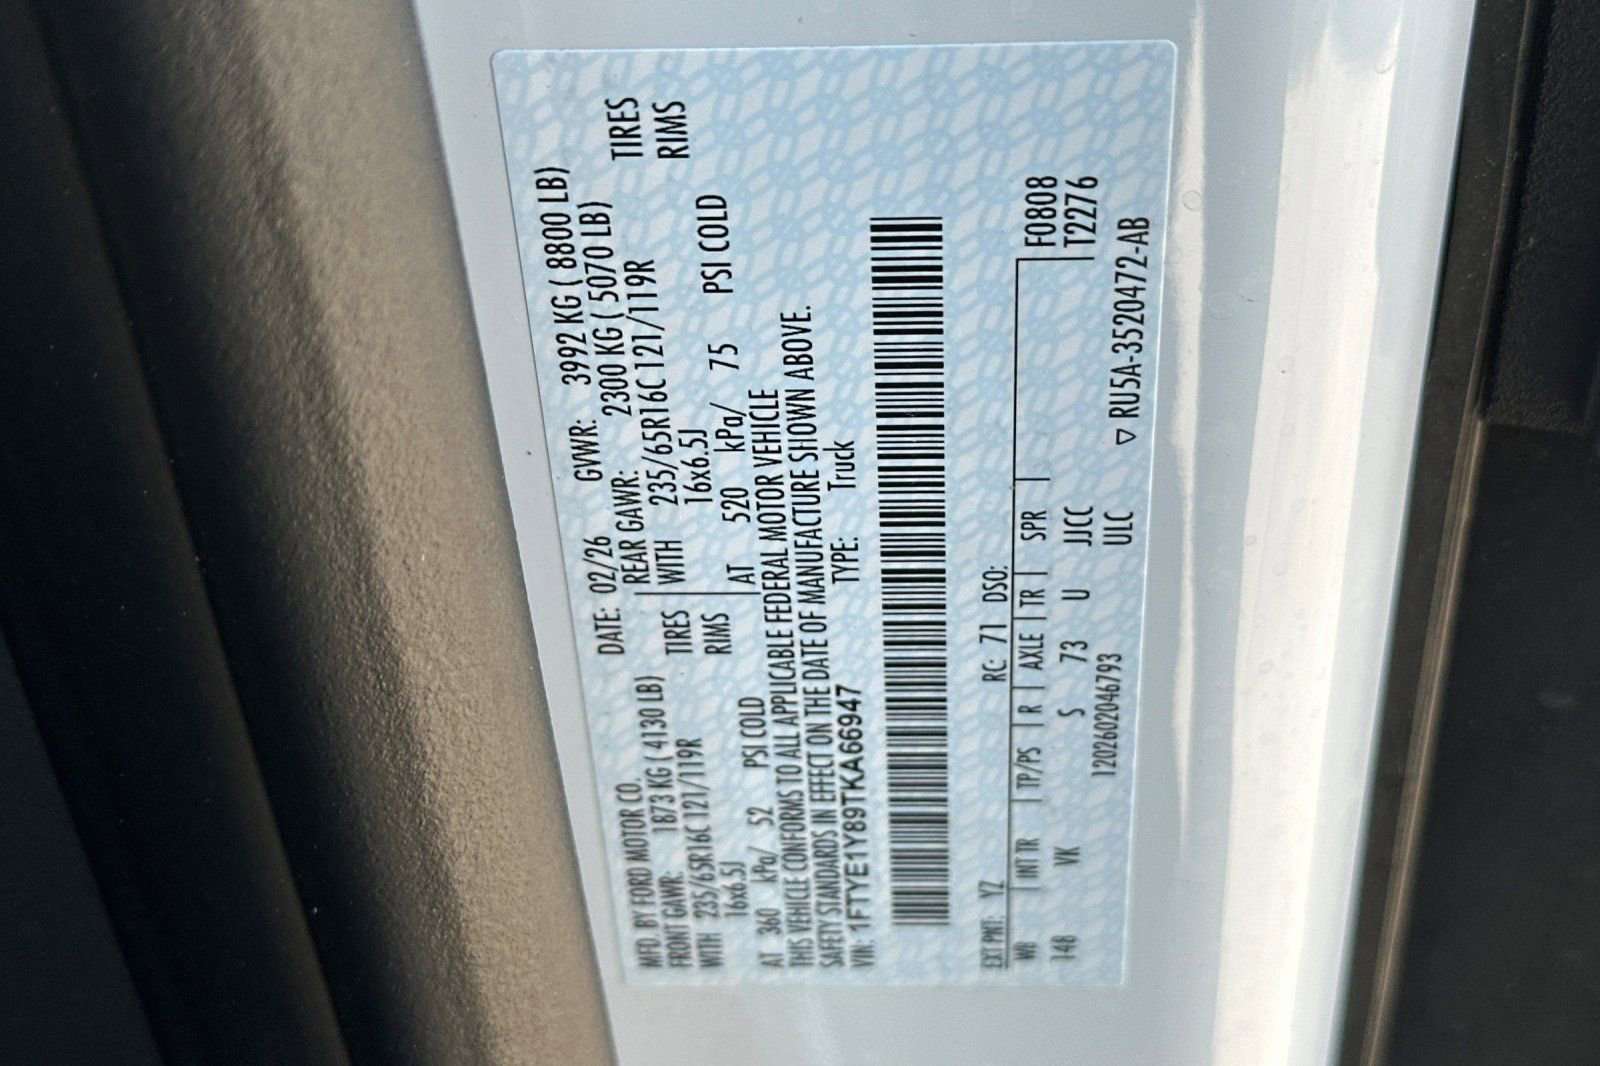 MFD. BY FORD MOTOR CO. DATE: 02/26 GVWR: 3992 KG ( 8800 LB)
FRONT GAWR: 1873 KG ( 4130 LB) REAR GAWR: 2300 KG ( 5070 LB)
WITH 235/65R16C 121/119R TIRES WITH 235/65R16C 121/119R TIRES
16x6.5J RIMS 16x6.5J RIMS
AT 360 kPa/ 52 PSI COLD AT 520 kPa/ 75 PSI COLD
THIS VEHICLE CONFORMS TO ALL APPLICABLE FEDERAL MOTOR VEHICLE
SAFETY STANDARDS IN EFFECT ON THE DATE OF MANUFACTURE SHOWN ABOVE.
VIN: 1FTYE1Y89TKA66947 TYPE: Truck
EXT PNT: YZ RC: 71 DSO:
WB INT TR TP/PS R AXLE TR SPR F0808
148 VK S 73 U JJCC T2276
ULC
12026020​46793 ▽ RU5A-3520472-AB